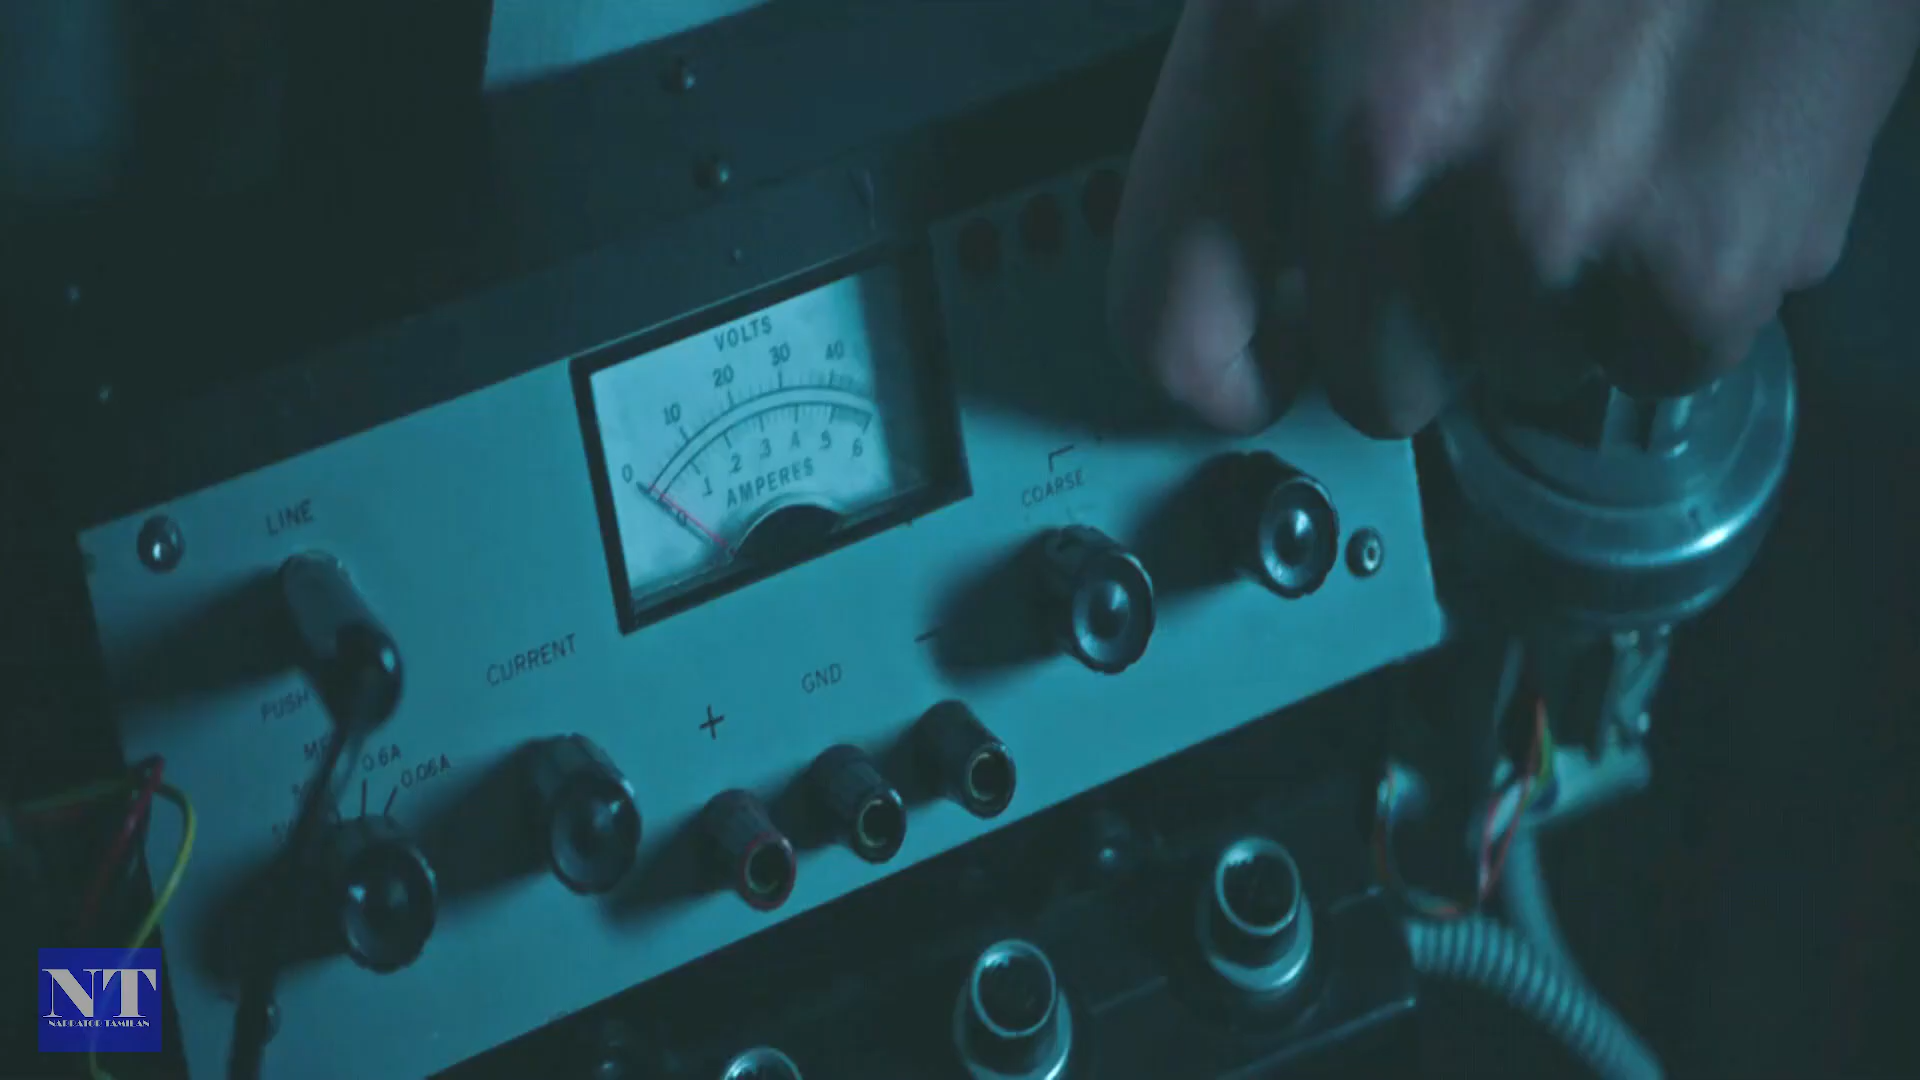 VOLTS
0 10 20 30 40
0 .1 .2 .3 .4 .5 .6
AMPERES
LINE
COARSE
CURRENT
PUSH
GND
+
-
0.6A
0.06A
NT
NARRATOR TAMILAN